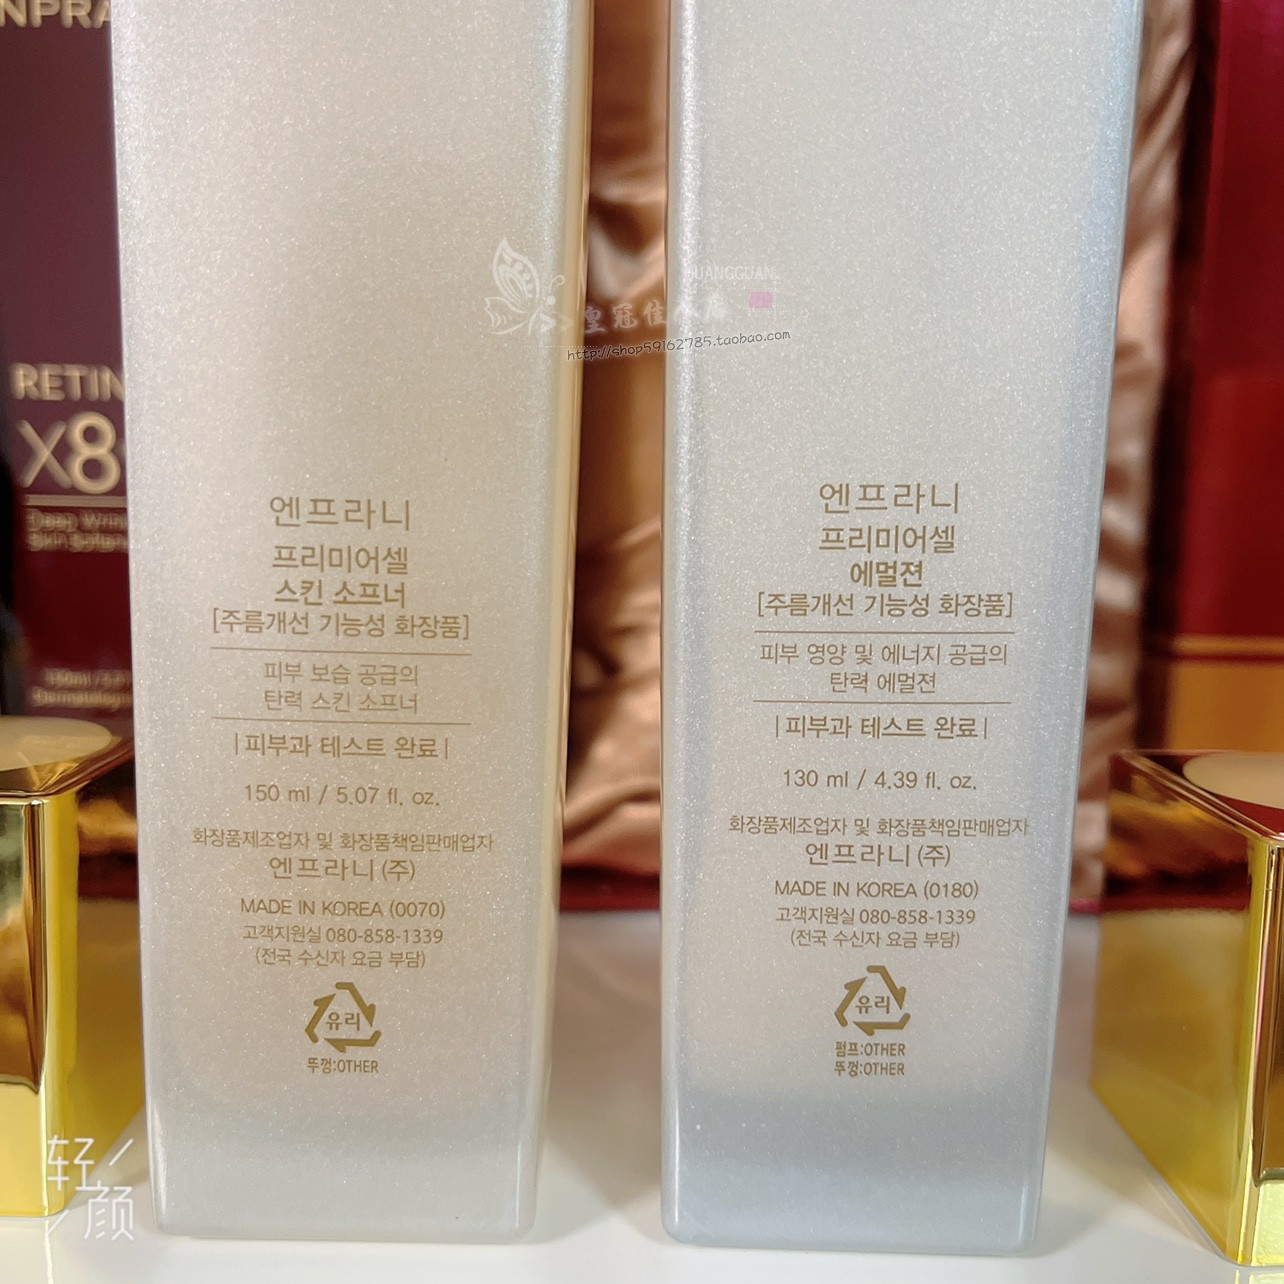 RETIN
X8
엔프라니
프리미어셀
스킨 소프너
[주름개선 기능성 화장품]
피부 보습 공급의
탄력 스킨 소프너
|피부과 테스트 완료|
150 ml / 5.07 fl. oz.
화장품제조업자 및 화장품책임판매업자
엔프라니(주)
MADE IN KOREA (0070)
고객지원실 080-858-1339
(전국 수신자 요금 부담)
유리
뚜껑:OTHER
엔프라니
프리미어셀
에멀젼
[주름개선 기능성 화장품]
피부 영양 및 에너지 공급의
탄력 에멀젼
|피부과 테스트 완료|
130 ml / 4.39 fl. oz.
화장품제조업자 및 화장품책임판매업자
엔프라니(주)
MADE IN KOREA (0180)
고객지원실 080-858-1339
(전국 수신자 요금 부담)
유리
펌프:OTHER
뚜껑:OTHER
HUANGGUAN
皇冠佳人店
http://shop59162785.taobao.com
轻颜